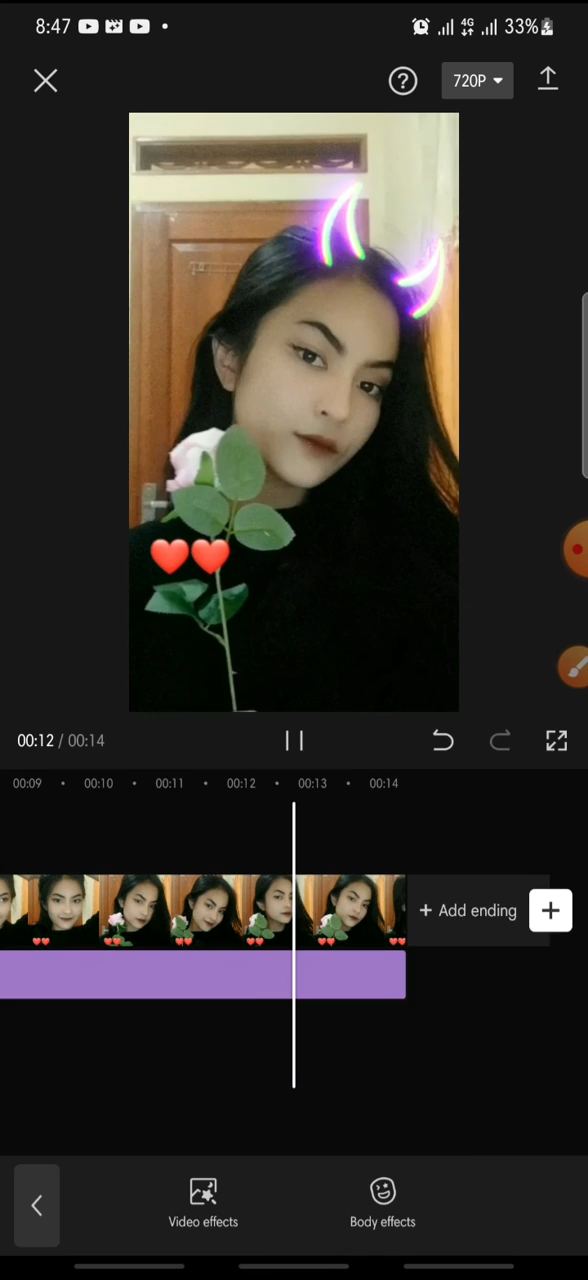 8:47 4G 33%
720P
00:12 / 00:14
00:09 00:10 00:11 00:12 00:13 00:14
+ Add ending
Video effects Body effects